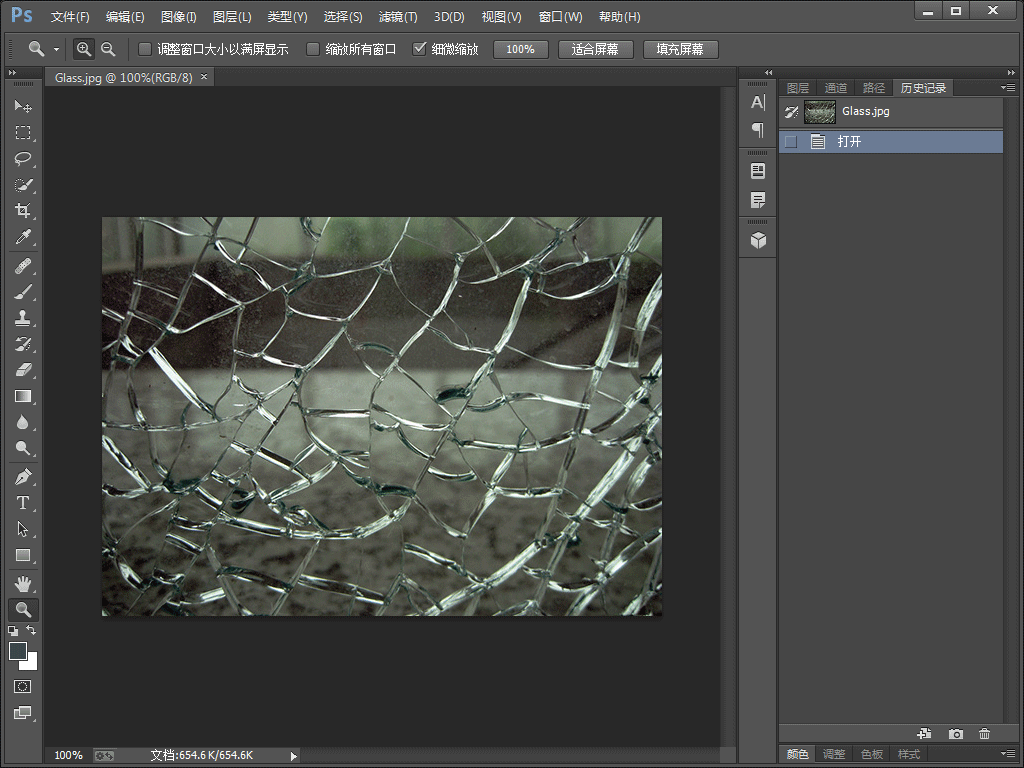 Ps 文件(F) 编辑(E) 图像(I) 图层(L) 类型(Y) 选择(S) 滤镜(T) 3D(D) 视图(V) 窗口(W) 帮助(H)
调整窗口大小以满屏显示 缩放所有窗口 细微缩放 100% 适合屏幕 填充屏幕
Glass.jpg @ 100%(RGB/8) ×
图层 通道 路径 历史记录
Glass.jpg
打开
100% 文档:654.6 K/654.6K
颜色 调整 色板 样式